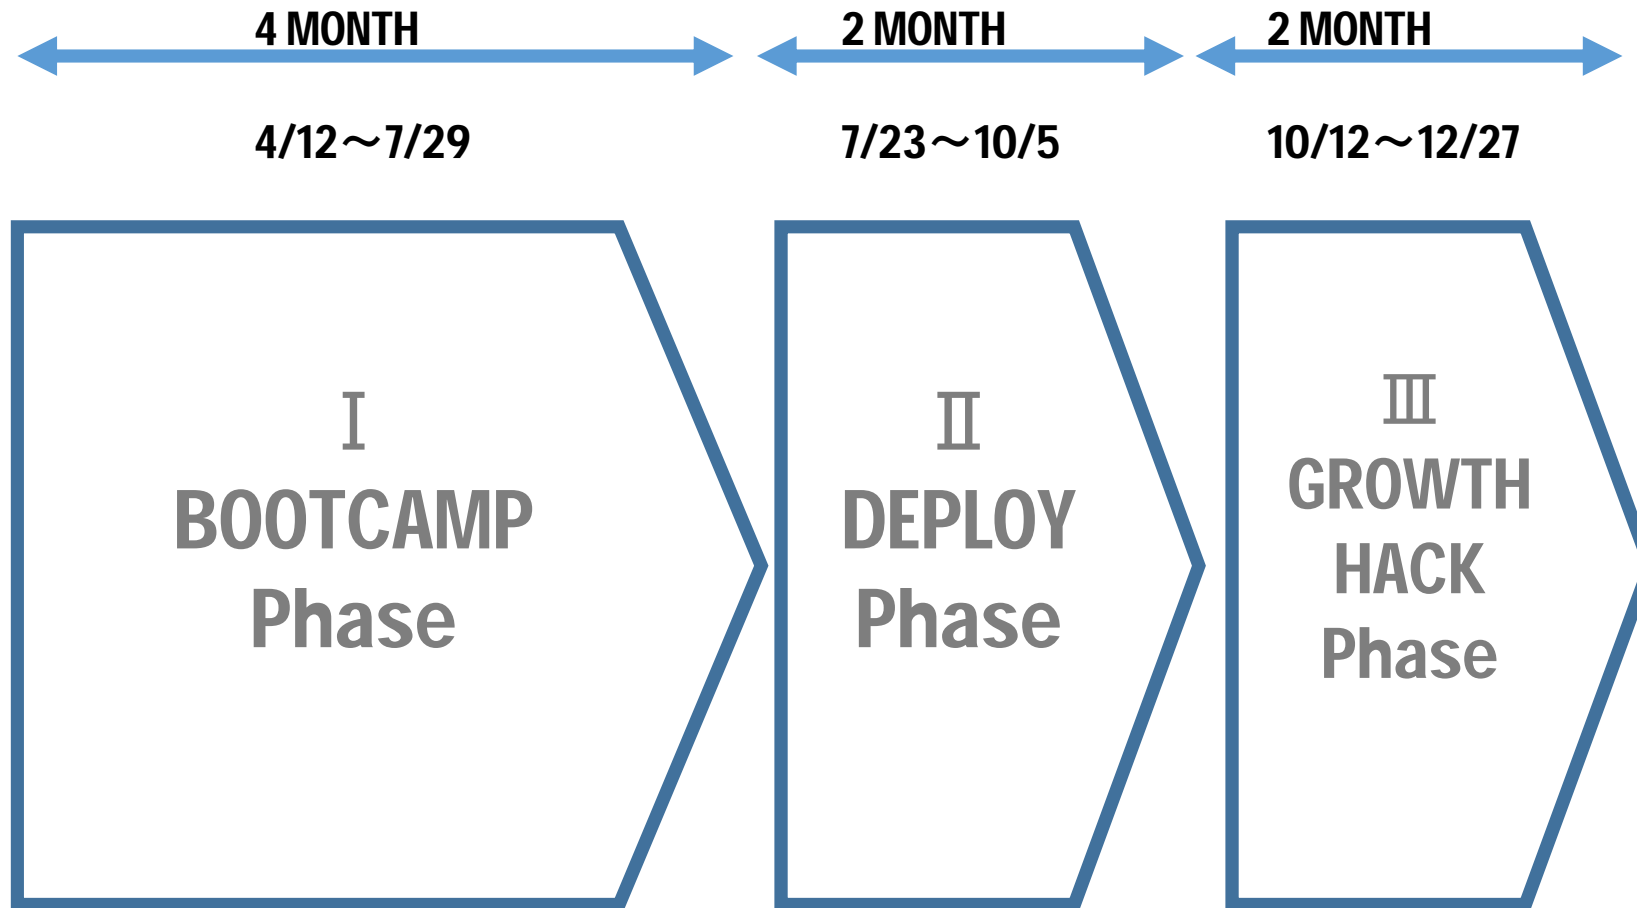 4 MONTH
2 MONTH
2 MONTH
4/12～7/29
7/23～10/5
10/12～12/27
Ⅰ
BOOTCAMP
Phase
Ⅱ
DEPLOY
Phase
Ⅲ
GROWTH
HACK
Phase